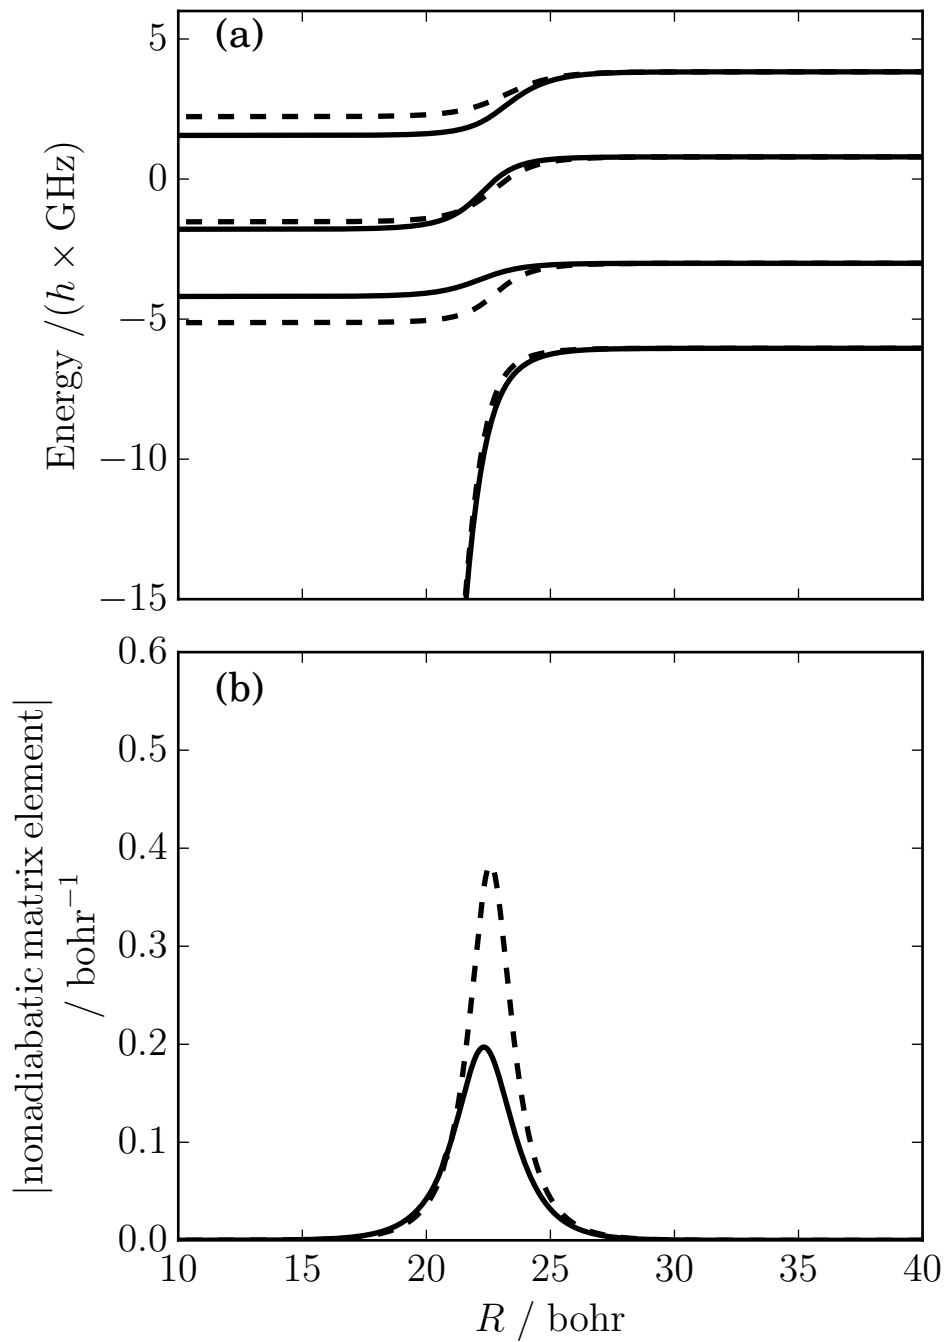 (a)
5
0
−5
−10
−15
Energy /(h × GHz)
(b)
0.6
0.5
0.4
0.3
0.2
0.1
0.0
|nonadiabatic matrix element|
/ bohr⁻¹
10 15 20 25 30 35 40
R / bohr